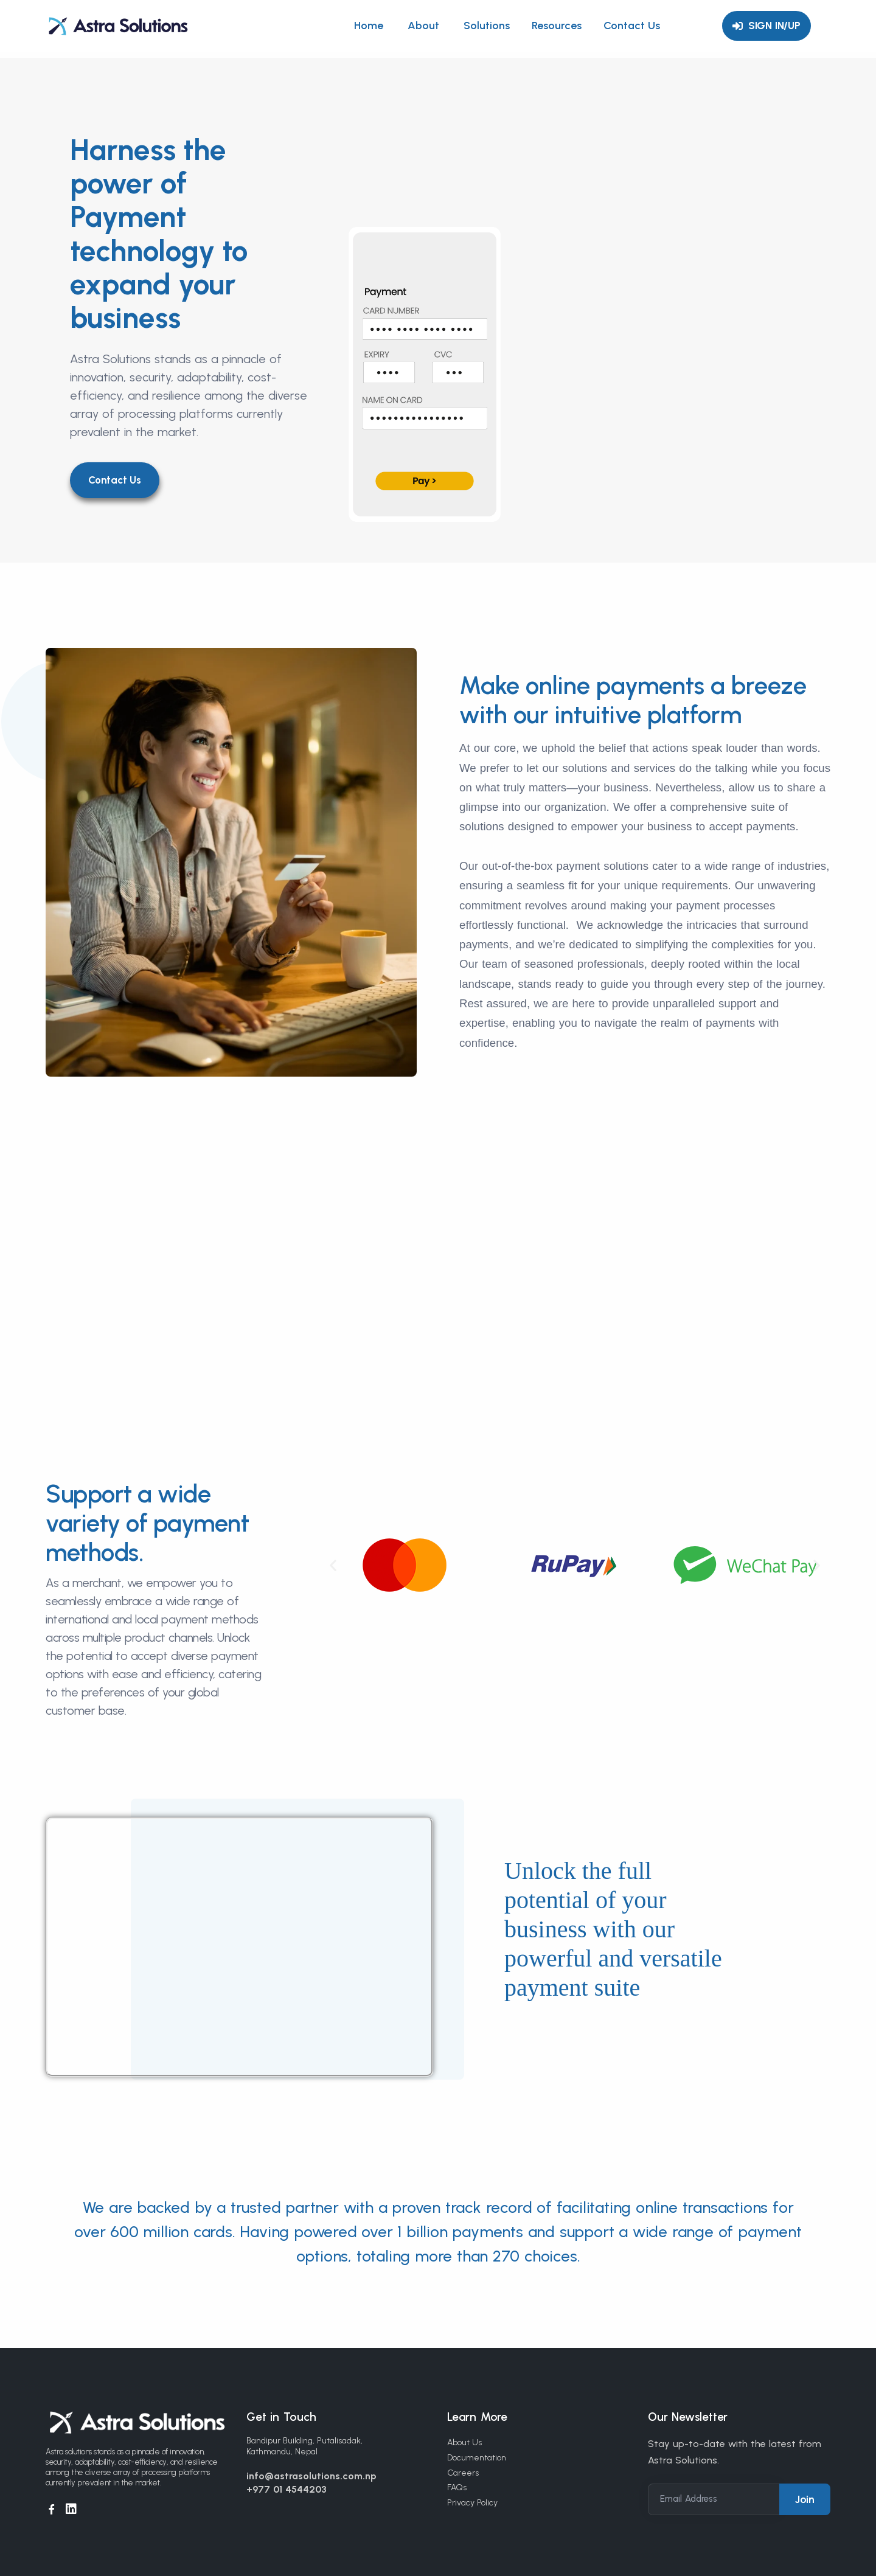 Astra Solutions
Home
About
Solutions
Resources
Contact Us
SIGN IN/UP
Harness the
power of
Payment
technology to
expand your
business
Astra Solutions stands as a pinnacle of
innovation, security, adaptability, cost-
efficiency, and resilience among the diverse
array of processing platforms currently
prevalent in the market.
Contact Us
Payment
CARD NUMBER
•••• •••• •••• ••••
EXPIRY
CVC
••••
•••
NAME ON CARD
••••••••••••••••
Pay >
Make online payments a breeze
with our intuitive platform
At our core, we uphold the belief that actions speak louder than words.
We prefer to let our solutions and services do the talking while you focus
on what truly matters—your business. Nevertheless, allow us to share a
glimpse into our organization. We offer a comprehensive suite of
solutions designed to empower your business to accept payments.
Our out-of-the-box payment solutions cater to a wide range of industries,
ensuring a seamless fit for your unique requirements. Our unwavering
commitment revolves around making your payment processes
effortlessly functional.  We acknowledge the intricacies that surround
payments, and we're dedicated to simplifying the complexities for you.
Our team of seasoned professionals, deeply rooted within the local
landscape, stands ready to guide you through every step of the journey.
Rest assured, we are here to provide unparalleled support and
expertise, enabling you to navigate the realm of payments with
confidence.
Support a wide
variety of payment
methods.
As a merchant, we empower you to
seamlessly embrace a wide range of
international and local payment methods
across multiple product channels. Unlock
the potential to accept diverse payment
options with ease and efficiency, catering
to the preferences of your global
customer base.
RuPay
WeChat Pay
Unlock the full
potential of your
business with our
powerful and versatile
payment suite
We are backed by a trusted partner with a proven track record of facilitating online transactions for
over 600 million cards. Having powered over 1 billion payments and support a wide range of payment
options, totaling more than 270 choices.
Astra Solutions
Astra solutions stands as a pinnacle of innovation,
security, adaptability, cost-efficiency, and resilience
among the diverse array of processing platforms
currently prevalent in the market.
Get in Touch
Bandipur Building, Putalisadak,
Kathmandu, Nepal
info@astrasolutions.com.np
+977 01 4544203
Learn More
About Us
Documentation
Careers
FAQs
Privacy Policy
Our Newsletter
Stay up-to-date with the latest from
Astra Solutions.
Email Address
Join